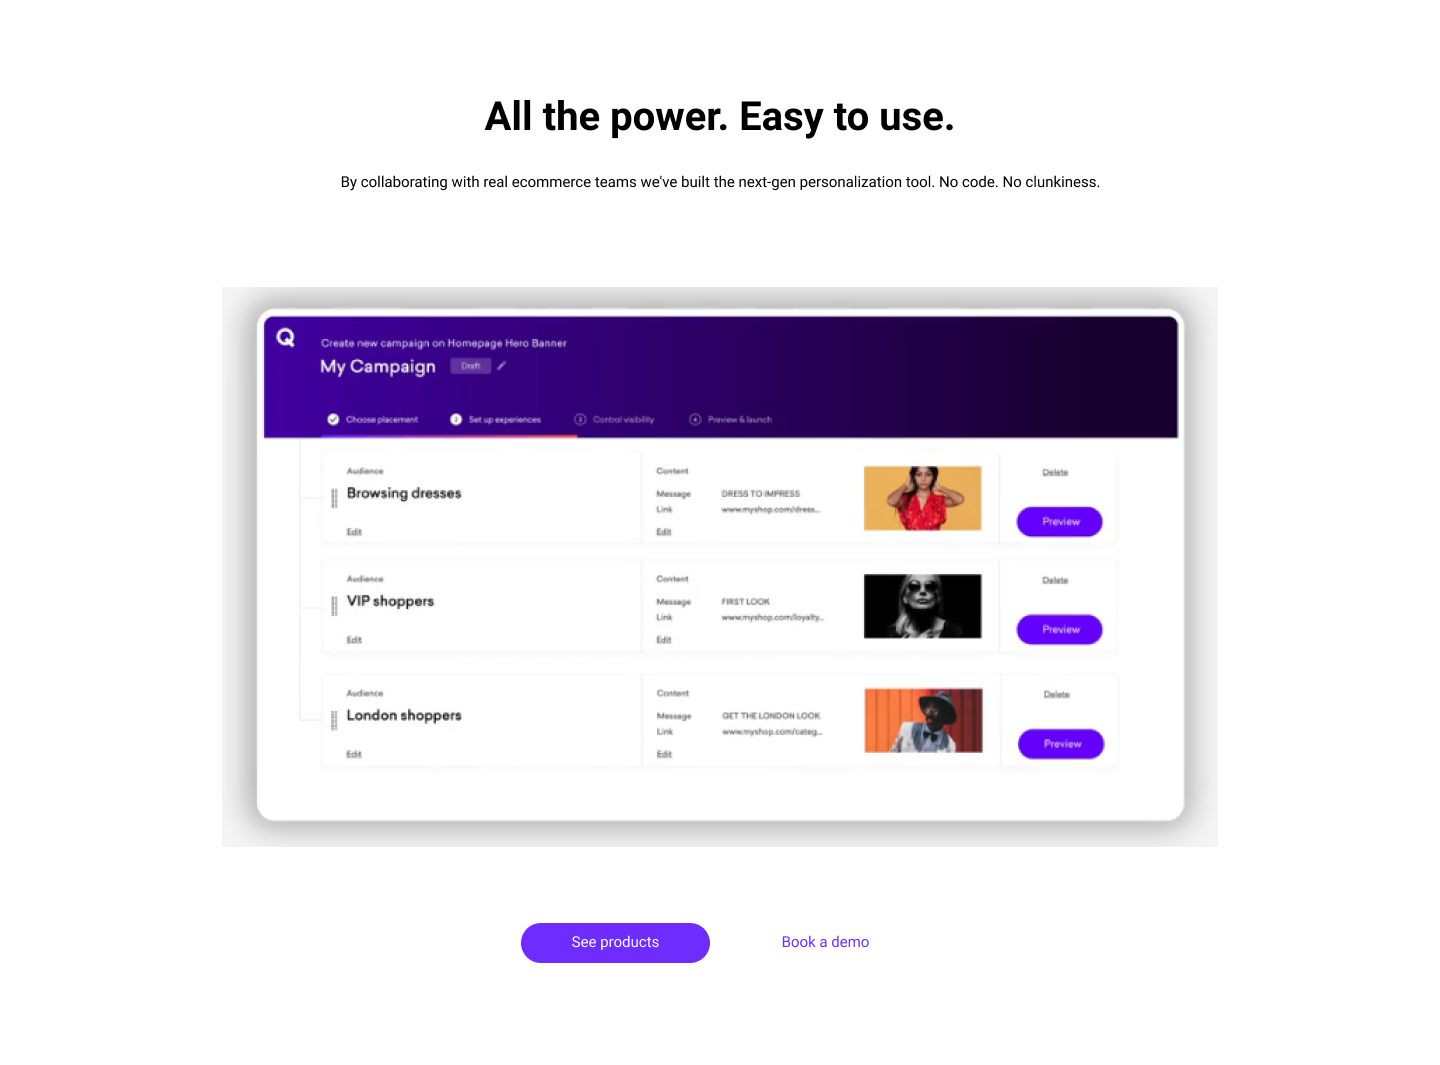 All the power. Easy to use.
By collaborating with real ecommerce teams we've built the next-gen personalization tool. No code. No clunkiness.
Q
Create new campaign on Homepage Hero Banner
My Campaign Draft
Choose placement 2 Set up experiences 3 Control visibility 4 Preview & launch
Audience Content Delete
Browsing dresses Message DRESS TO IMPRESS
Link www.myshop.com/dress...
Preview
Edit Edit
Audience Content Delete
VIP shoppers Message FIRST LOOK
Link www.myshop.com/loyalty...
Preview
Edit Edit
Audience Content Delete
London shoppers Message GET THE LONDON LOOK
Link www.myshop.com/categ...
Preview
Edit Edit
See products Book a demo